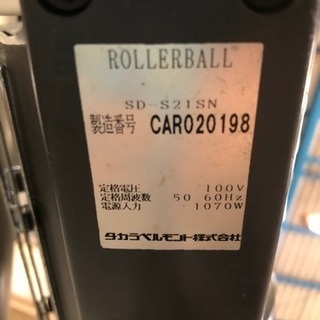 ROLLERBALL
SD-S21SN
製造番号 CAR020198
定格電圧 100V
定格周波数 50 60Hz
電源入力 1070W
タカラベルモント株式会社